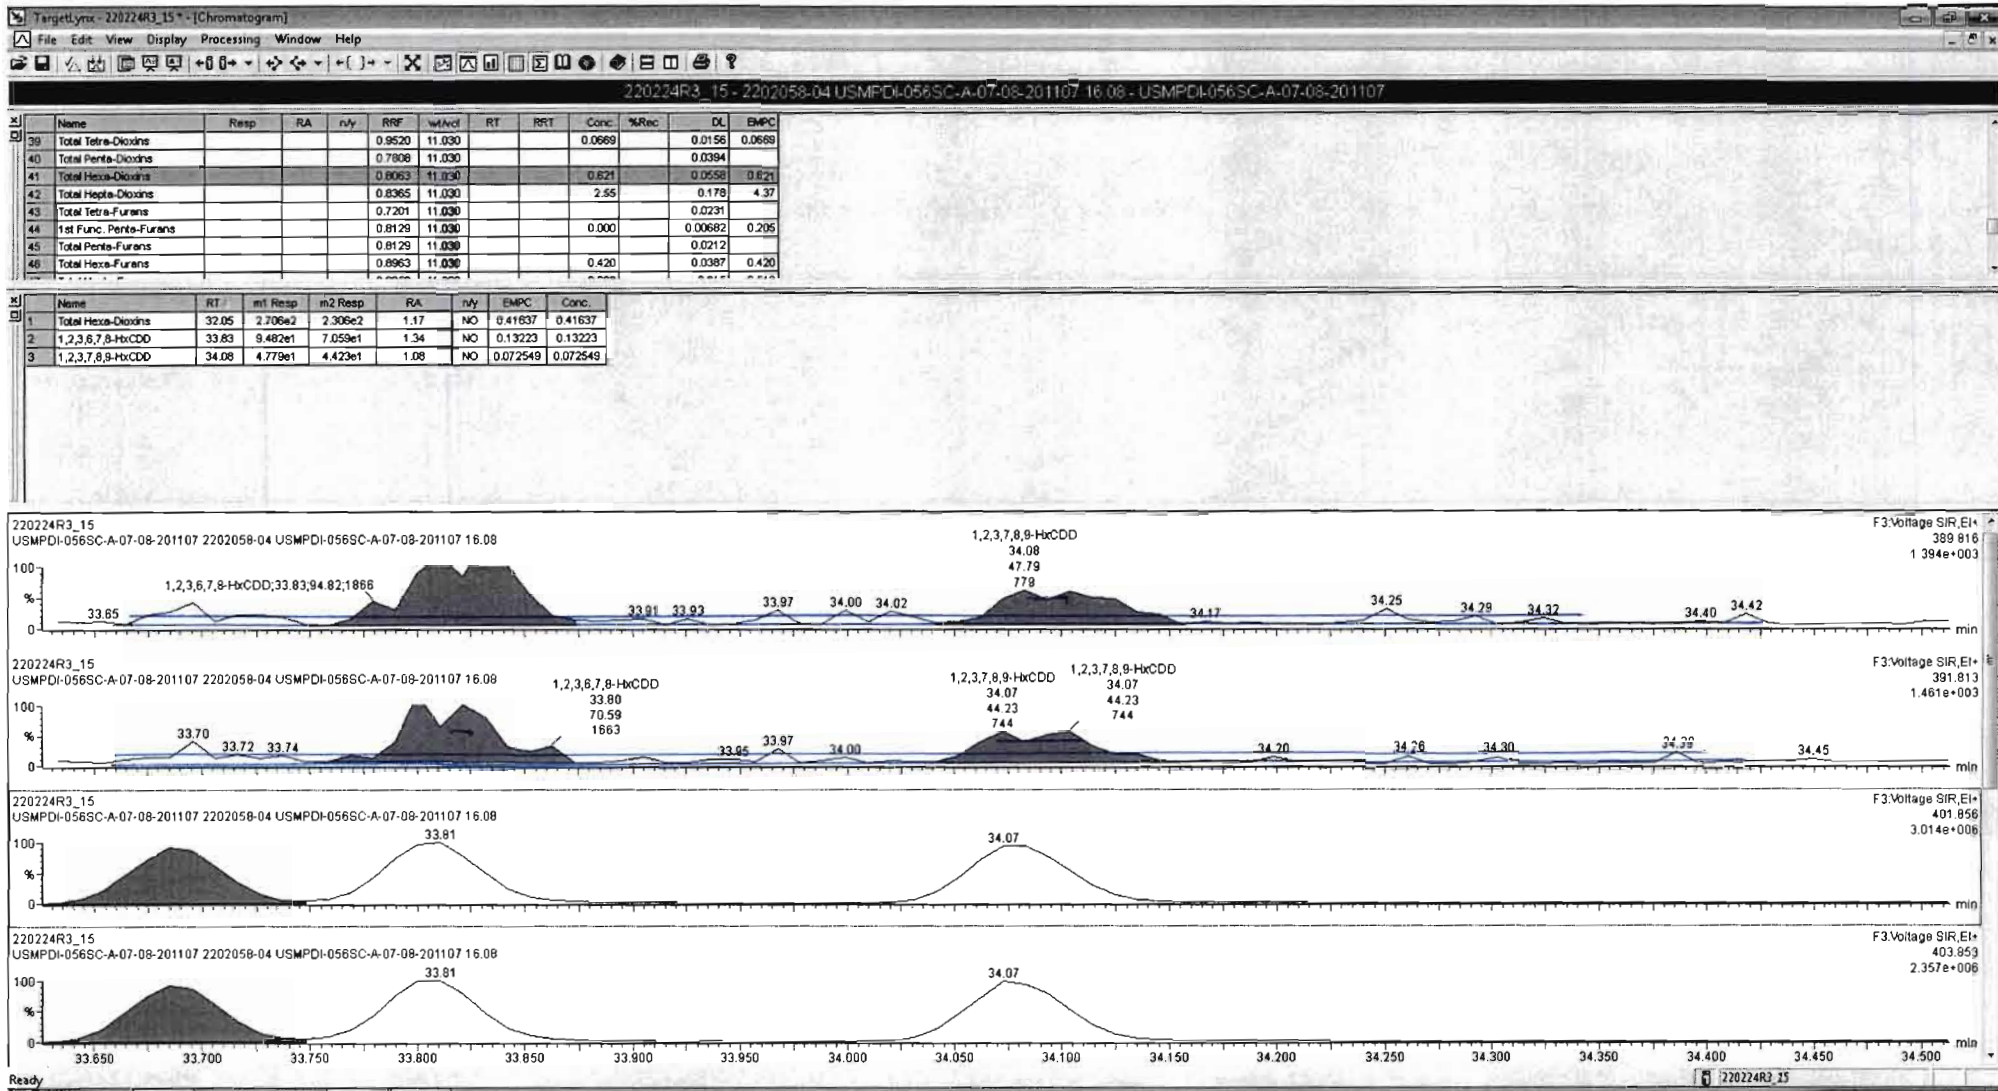 TargetLynx - 220224R3_15 * - [Chromatogram]
File Edit View Display Processing Window Help
220224R3_15 - 2202058-04 USMPDI-056SC-A-07-08-201107 16.08 - USMPDI-056SC-A-07-08-201107
Name Resp RA n/y RRF wt/vol RT RRT Conc. %Rec DL EMPC
39 Total Tetra-Dioxins 0.9520 11.030 0.0669 0.0156 0.0669
40 Total Penta-Dioxins 0.7808 11.030 0.0394
41 Total Hexa-Dioxins 0.8063 11.030 0.621 0.0558 0.621
42 Total Hepta-Dioxins 0.8365 11.030 2.55 0.178 4.37
43 Total Tetra-Furans 0.7201 11.030 0.0231
44 1st Func. Penta-Furans 0.8129 11.030 0.000 0.00682 0.205
45 Total Penta-Furans 0.8129 11.030 0.0212
46 Total Hexa-Furans 0.8963 11.030 0.420 0.0387 0.420
Name RT m1 Resp m2 Resp RA n/y EMPC Conc.
1 Total Hexa-Dioxins 32.05 2.706e2 2.306e2 1.17 NO 0.41637 0.41637
2 1,2,3,6,7,8-HxCDD 33.83 9.482e1 7.059e1 1.34 NO 0.13223 0.13223
3 1,2,3,7,8,9-HxCDD 34.08 4.779e1 4.423e1 1.08 NO 0.072549 0.072549
220224R3_15
USMPDI-056SC-A-07-08-201107 2202058-04 USMPDI-056SC-A-07-08-201107 16.08
F3:Voltage SIR,EI+
389.816
1.394e+003
1,2,3,7,8,9-HxCDD
34.08
47.79
779
1,2,3,6,7,8-HxCDD;33.83;94.82;1866
100
%
0
33.65 33.91 33.93 33.97 34.00 34.02 34.17 34.25 34.29 34.32 34.40 34.42
min
220224R3_15
USMPDI-056SC-A-07-08-201107 2202058-04 USMPDI-056SC-A-07-08-201107 16.08
F3:Voltage SIR,EI+
391.813
1.461e+003
1,2,3,6,7,8-HxCDD
33.80
70.59
1663
1,2,3,7,8,9-HxCDD
34.07
44.23
744
1,2,3,7,8,9-HxCDD
34.07
44.23
744
100
%
0
33.70 33.72 33.74 33.95 33.97 34.00 34.20 34.26 34.30 34.39 34.45
min
220224R3_15
USMPDI-056SC-A-07-08-201107 2202058-04 USMPDI-056SC-A-07-08-201107 16.08
F3:Voltage SIR,EI+
401.856
3.014e+006
100
%
0
33.81 34.07
min
220224R3_15
USMPDI-056SC-A-07-08-201107 2202058-04 USMPDI-056SC-A-07-08-201107 16.08
F3:Voltage SIR,EI+
403.853
2.357e+006
100
%
0
33.81 34.07
min
33.650 33.700 33.750 33.800 33.850 33.900 33.950 34.000 34.050 34.100 34.150 34.200 34.250 34.300 34.350 34.400 34.450 34.500
Ready
220224R3_15